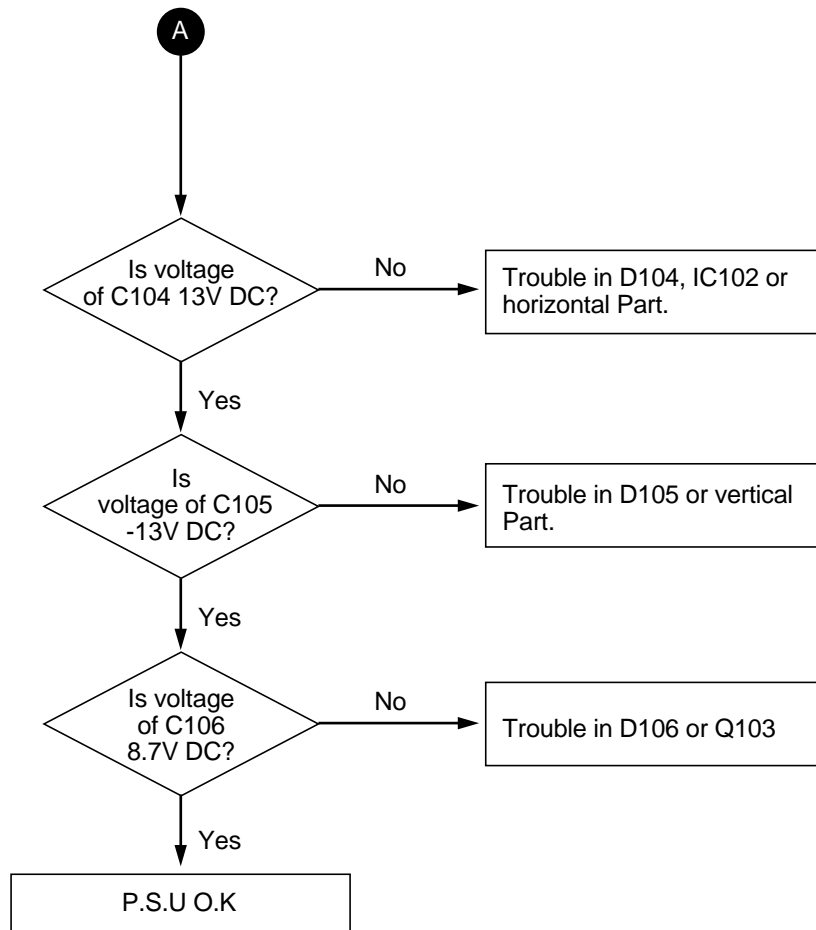 A
Is voltage
of C104 13V DC?
No
Trouble in D104, IC102 or
horizontal Part.
Yes
Is
voltage of C105
-13V DC?
No
Trouble in D105 or vertical
Part.
Yes
Is voltage
of C106
8.7V DC?
No
Trouble in D106 or Q103
Yes
P.S.U O.K